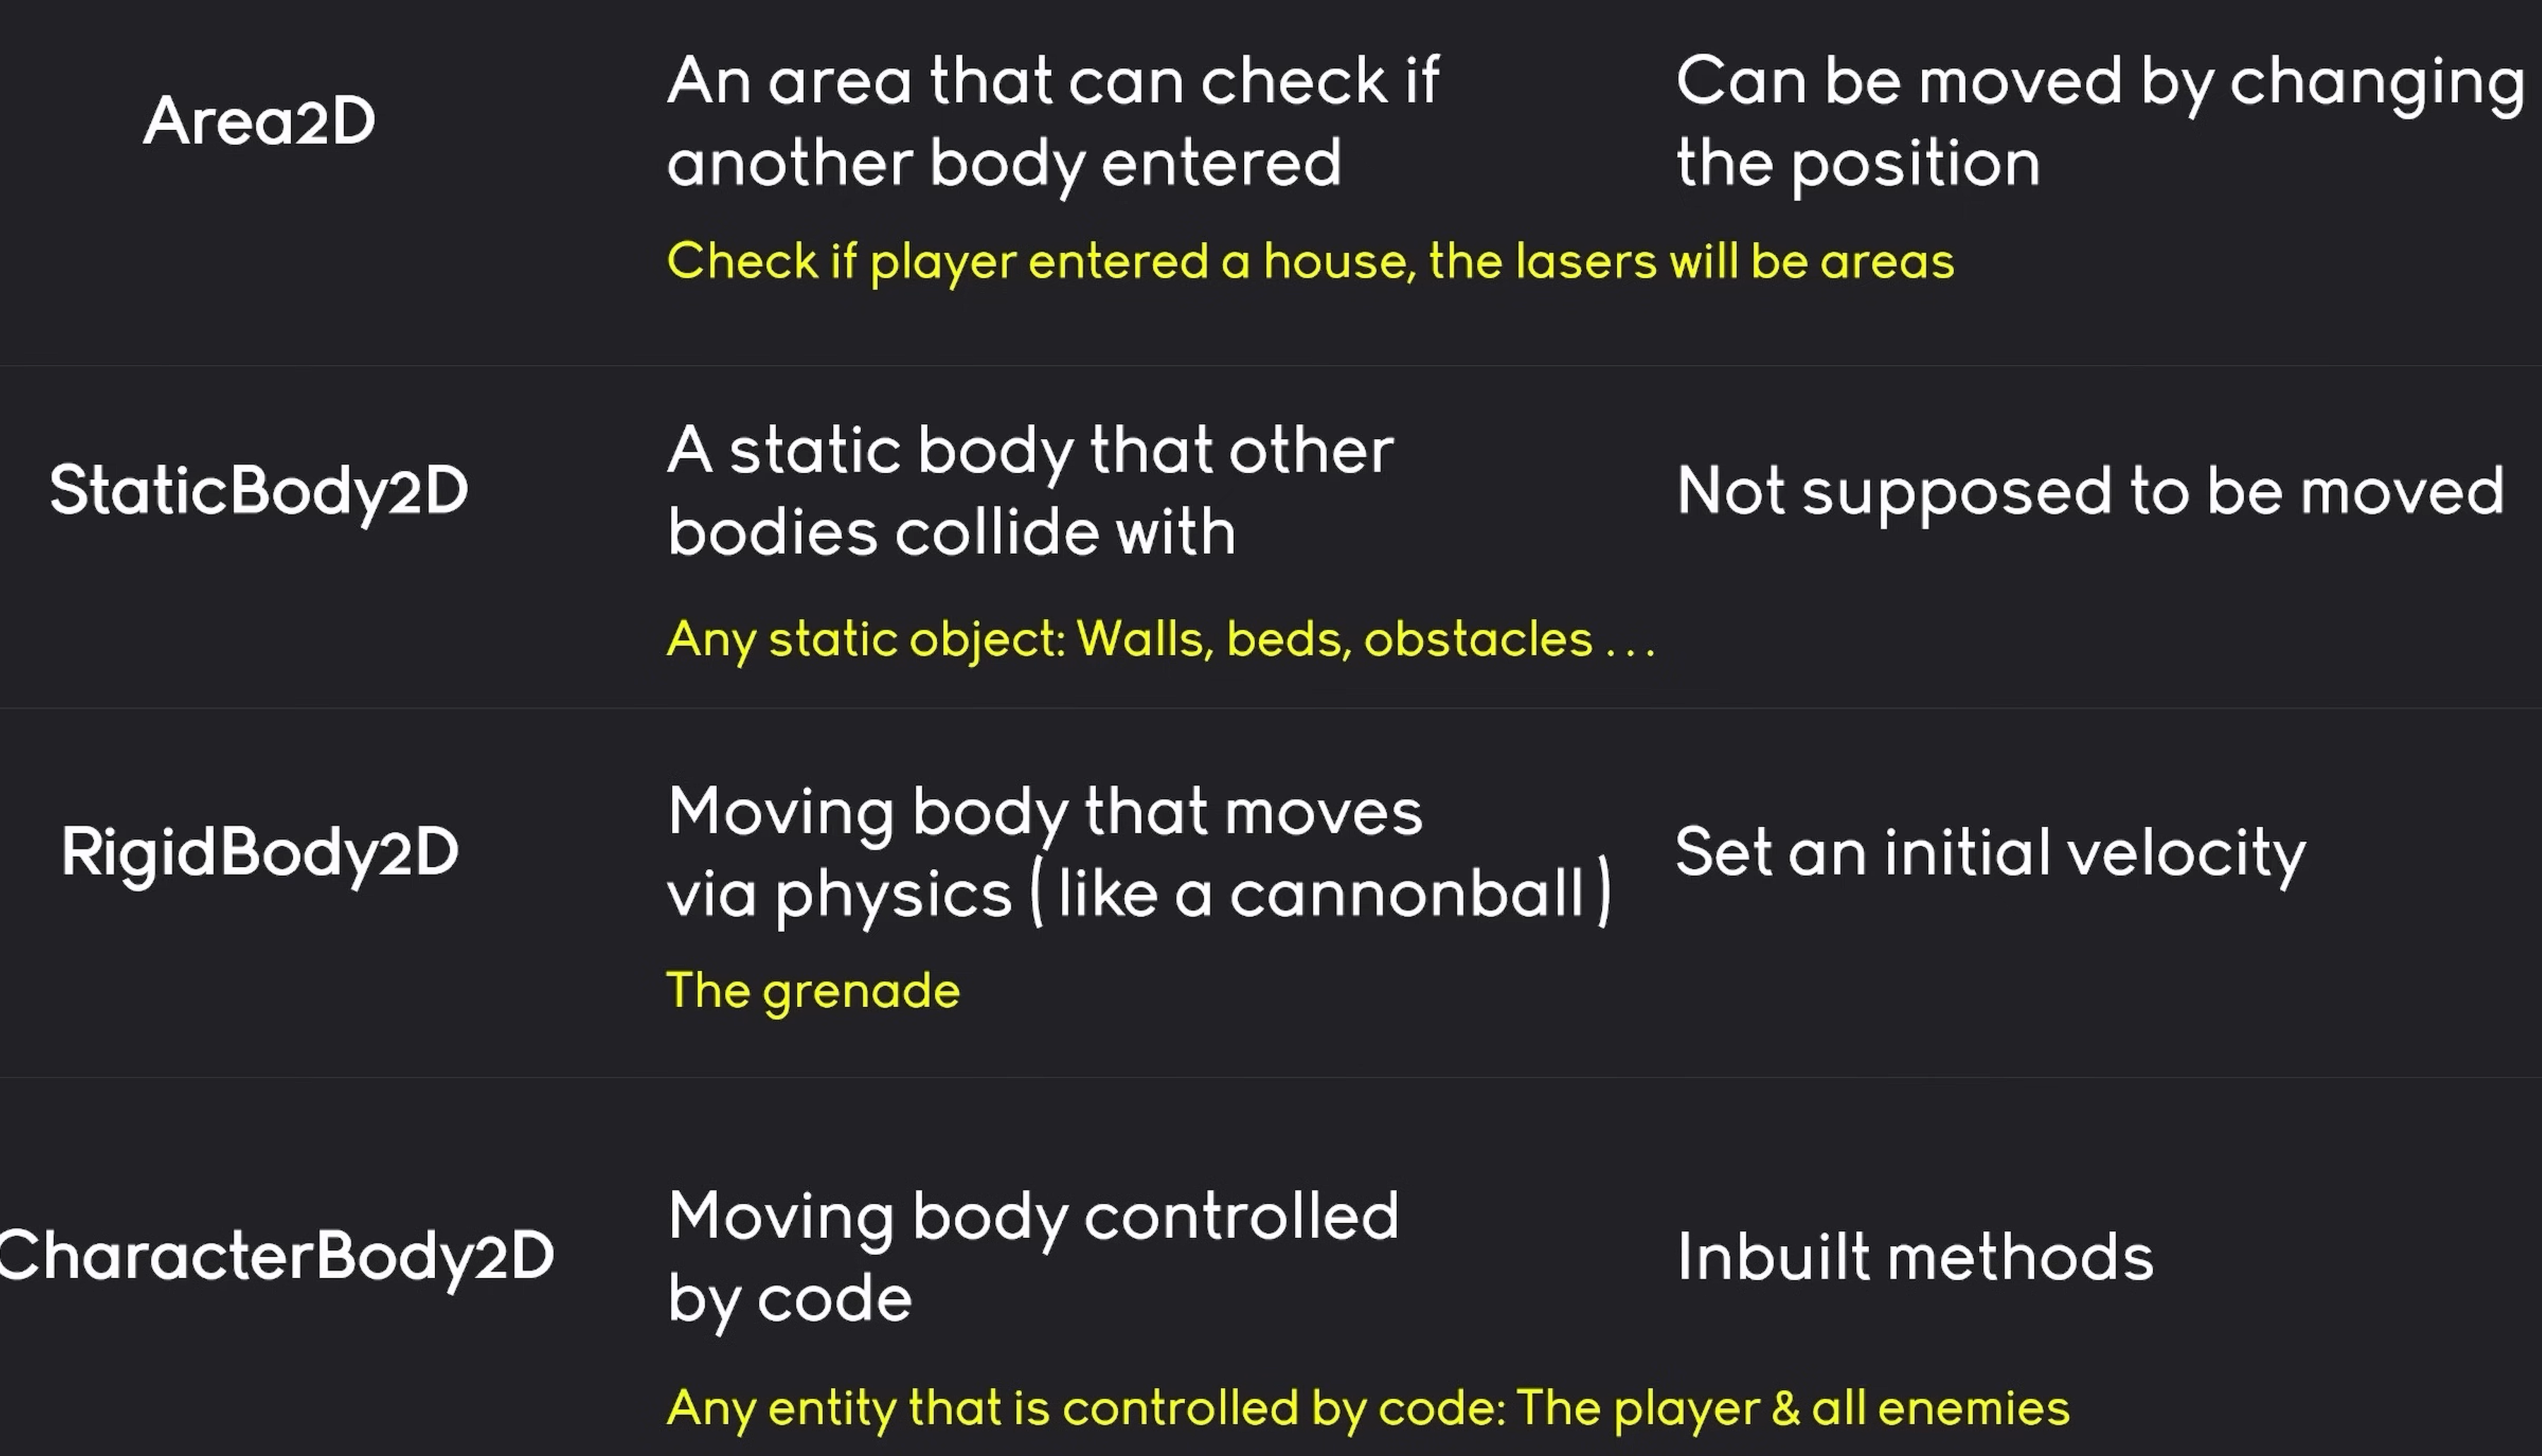 Area2D
An area that can check if
another body entered
Can be moved by changing
the position
Check if player entered a house, the lasers will be areas
StaticBody2D
A static body that other
bodies collide with
Not supposed to be moved
Any static object: Walls, beds, obstacles ...
RigidBody2D
Moving body that moves
via physics ( like a cannonball )
Set an initial velocity
The grenade
CharacterBody2D
Moving body controlled
by code
Inbuilt methods
Any entity that is controlled by code: The player & all enemies